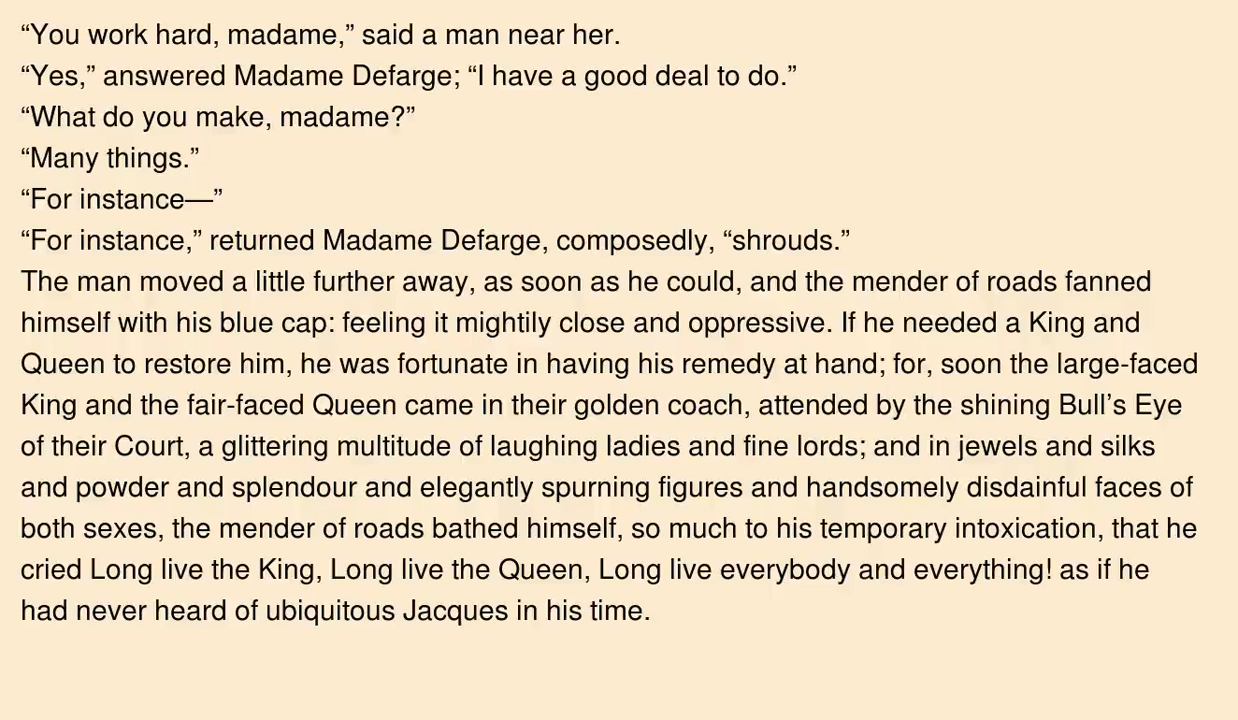 “You work hard, madame,” said a man near her.
“Yes,” answered Madame Defarge; “I have a good deal to do.”
“What do you make, madame?”
“Many things.”
“For instance—”
“For instance,” returned Madame Defarge, composedly, “shrouds.”
The man moved a little further away, as soon as he could, and the mender of roads fanned
himself with his blue cap: feeling it mightily close and oppressive. If he needed a King and
Queen to restore him, he was fortunate in having his remedy at hand; for, soon the large-faced
King and the fair-faced Queen came in their golden coach, attended by the shining Bull’s Eye
of their Court, a glittering multitude of laughing ladies and fine lords; and in jewels and silks
and powder and splendour and elegantly spurning figures and handsomely disdainful faces of
both sexes, the mender of roads bathed himself, so much to his temporary intoxication, that he
cried Long live the King, Long live the Queen, Long live everybody and everything! as if he
had never heard of ubiquitous Jacques in his time.